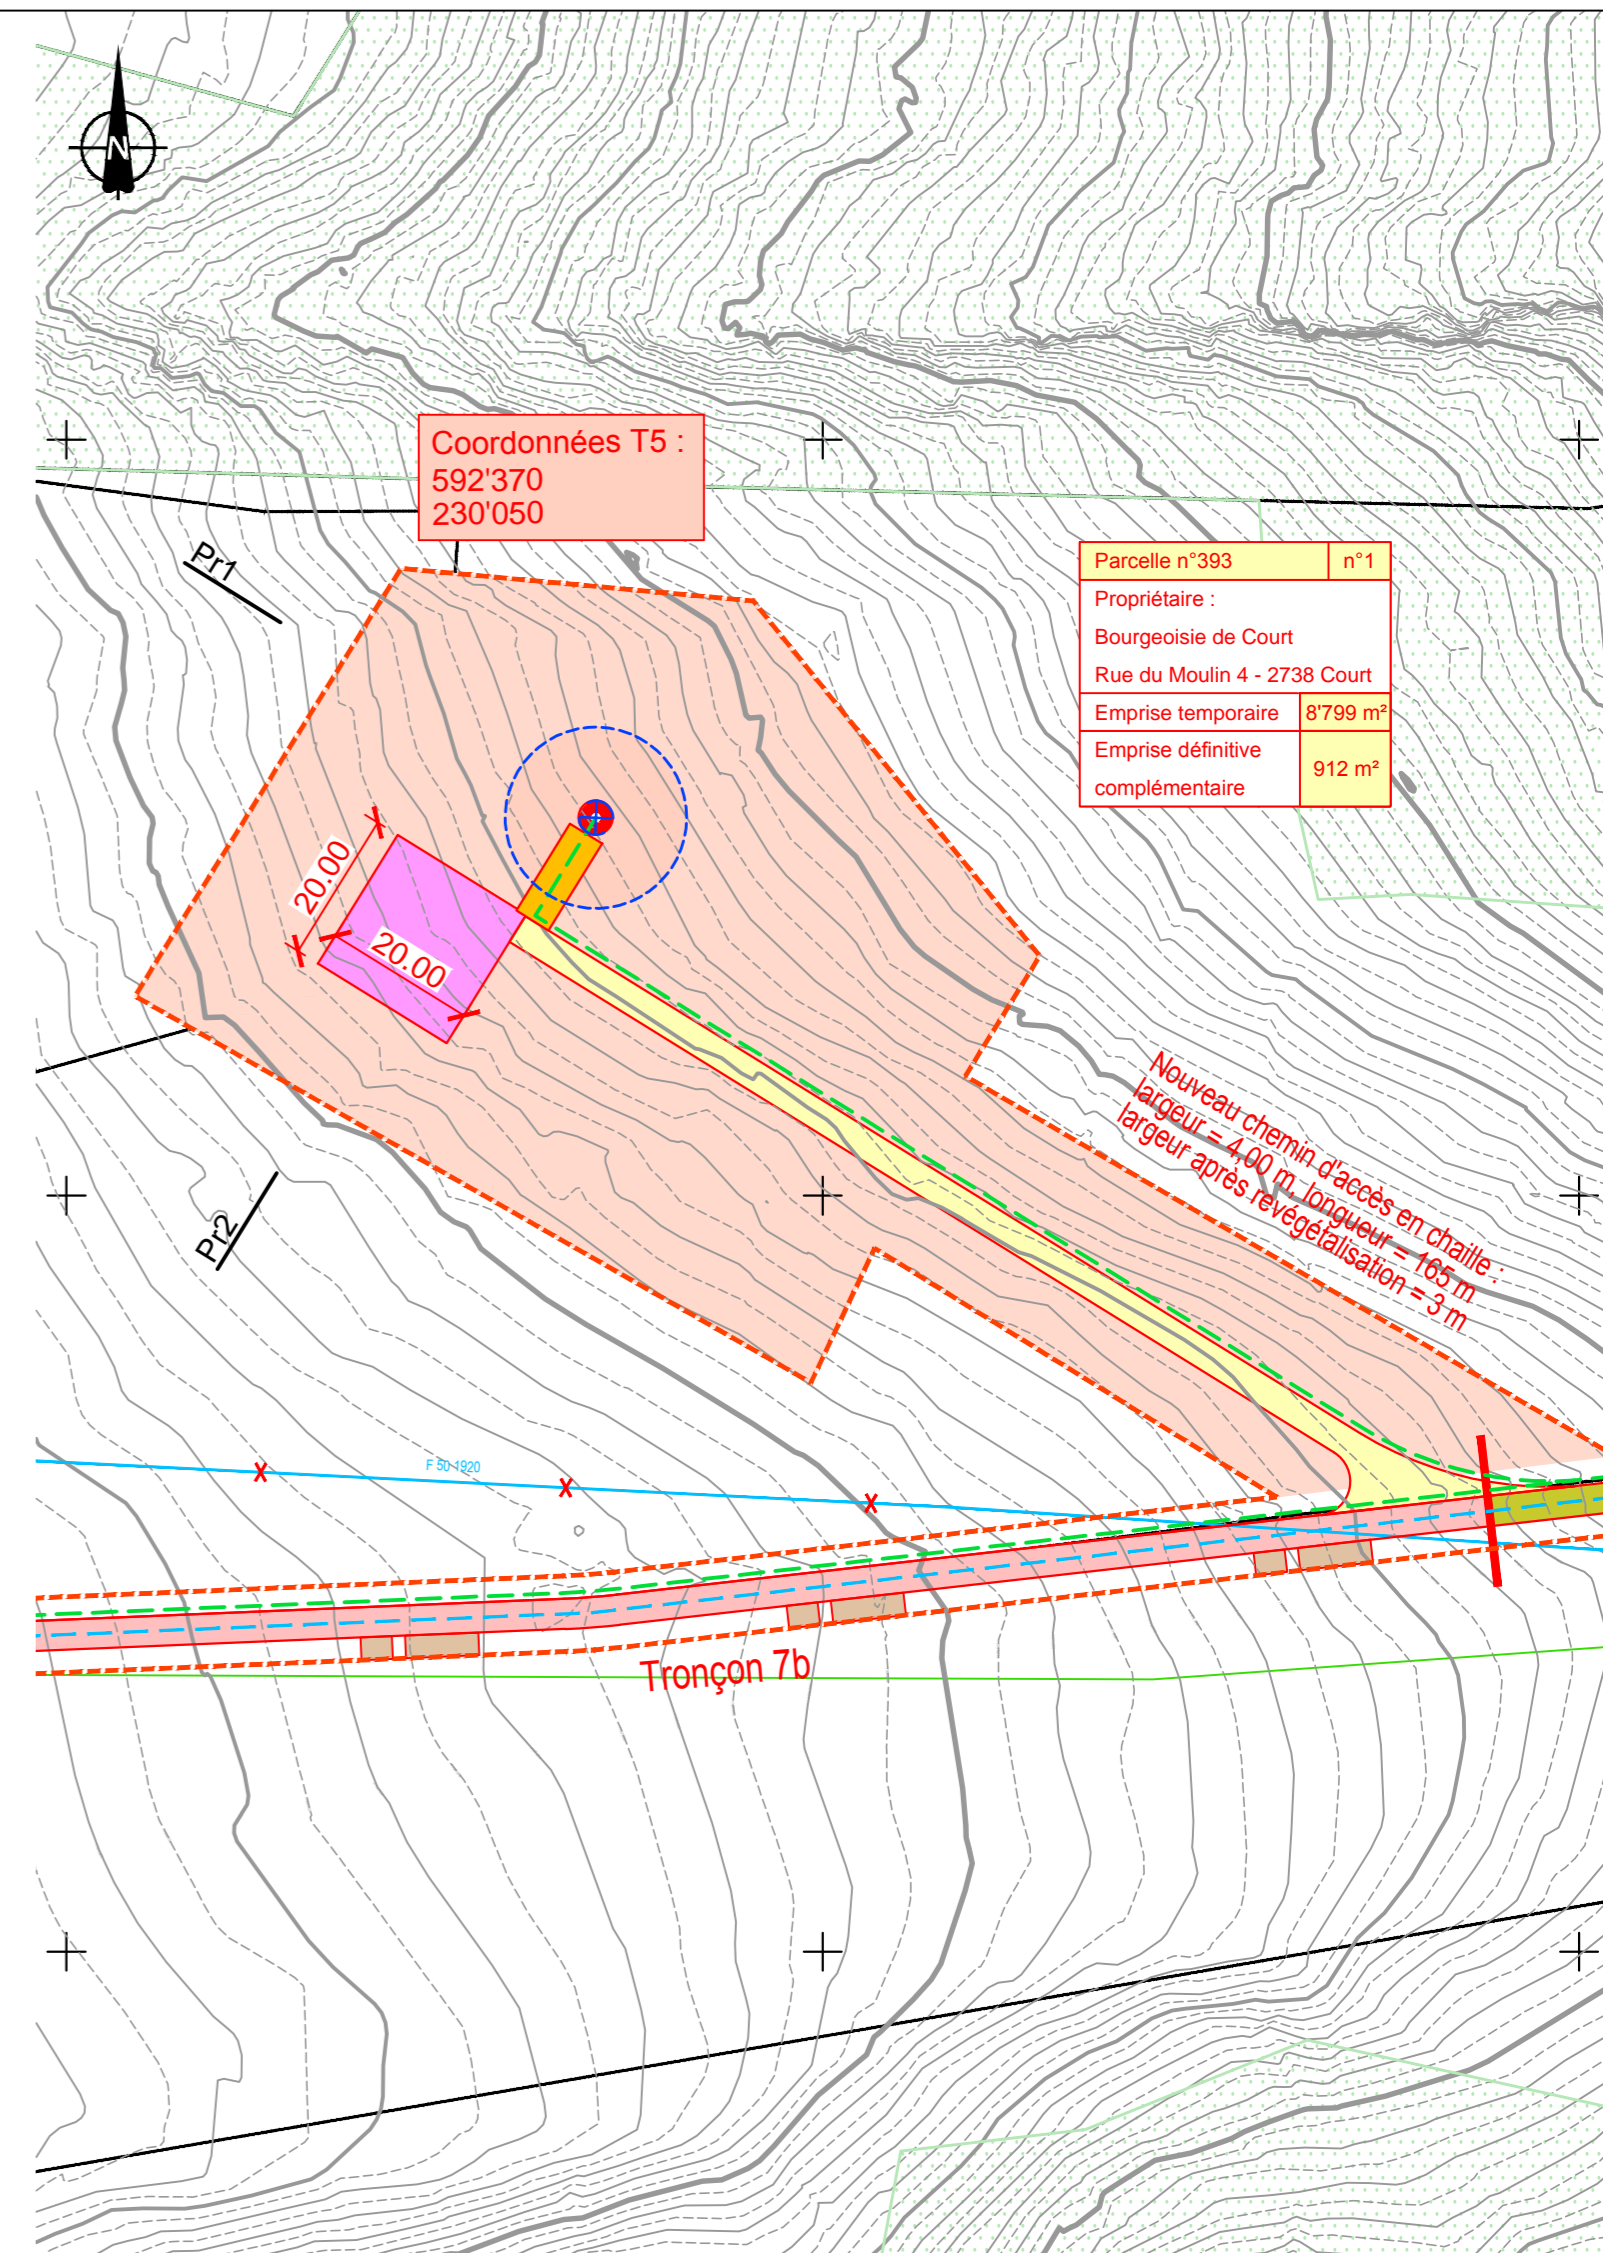 N
Coordonnées T5 :
592'370
230'050
Pr1
Parcelle n°393 n°1
Propriétaire :
Bourgeoisie de Court
Rue du Moulin 4 - 2738 Court
Emprise temporaire 8'799 m²
Emprise définitive
complémentaire 912 m²
20.00
20.00
Nouveau chemin d'accès en chaille :
largeur = 4,00 m, longueur = 165 m
largeur après revégétalisation = 3 m
Pr2
F 50 1920
Tronçon 7b